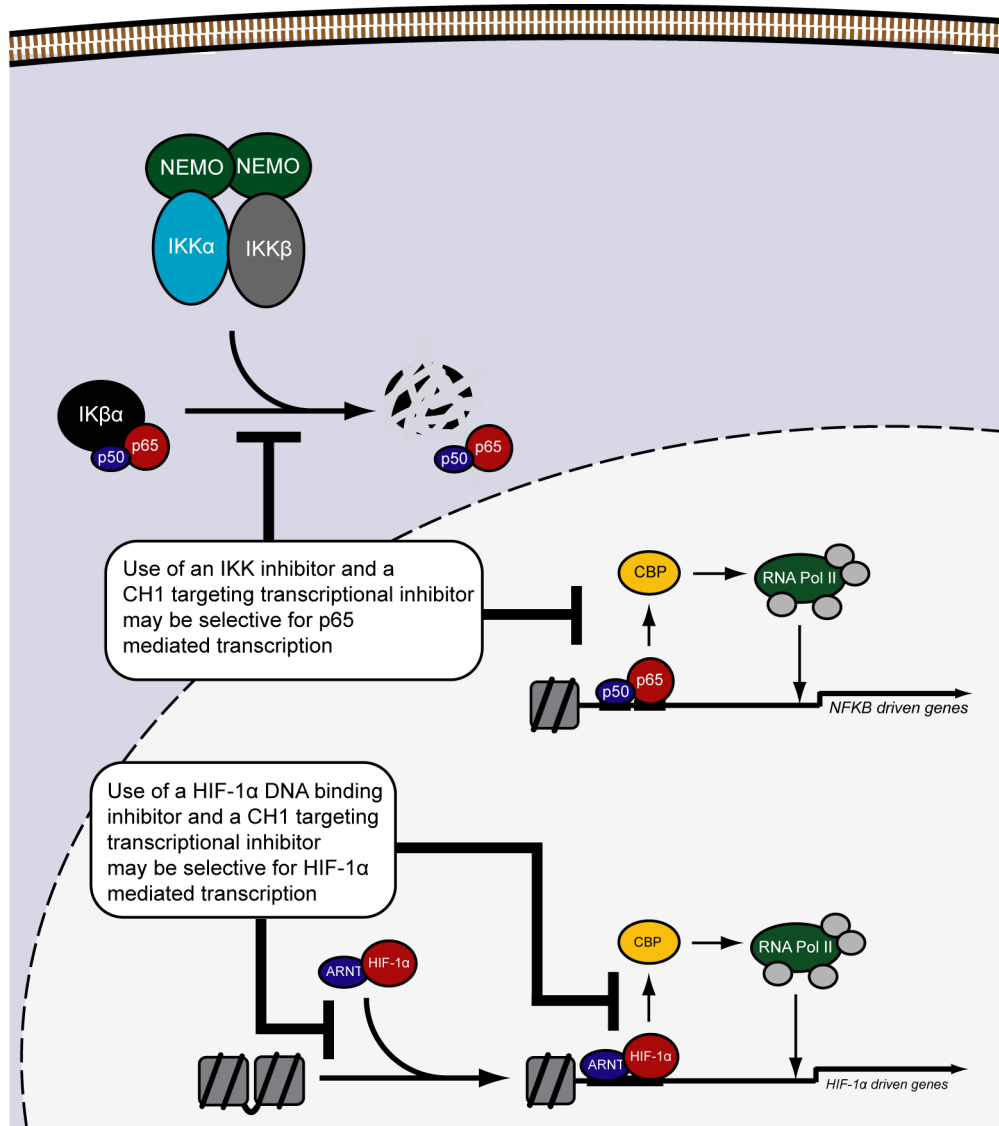 NEMO
NEMO
IKKα
IKKβ
IKβα
p50
p65
p50
p65
Use of an IKK inhibitor and a
CH1 targeting transcriptional inhibitor
may be selective for p65
mediated transcription
CBP
RNA Pol II
p50
p65
NFKB driven genes
Use of a HIF-1α DNA binding
inhibitor and a CH1 targeting
transcriptional inhibitor
may be selective for HIF-1α
mediated transcription
ARNT
HIF-1α
CBP
RNA Pol II
ARNT
HIF-1α
HIF-1α driven genes